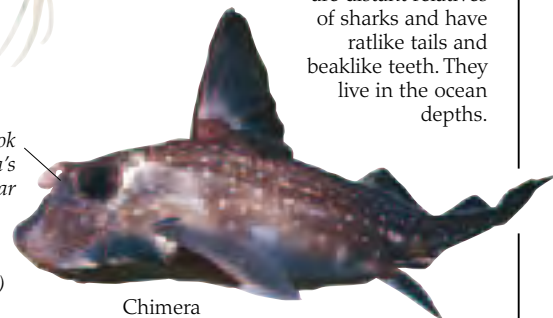 are distant relatives
of sharks and have
ratlike tails and
beaklike teeth. They
live in the ocean
depths.
ar
)
Chimera